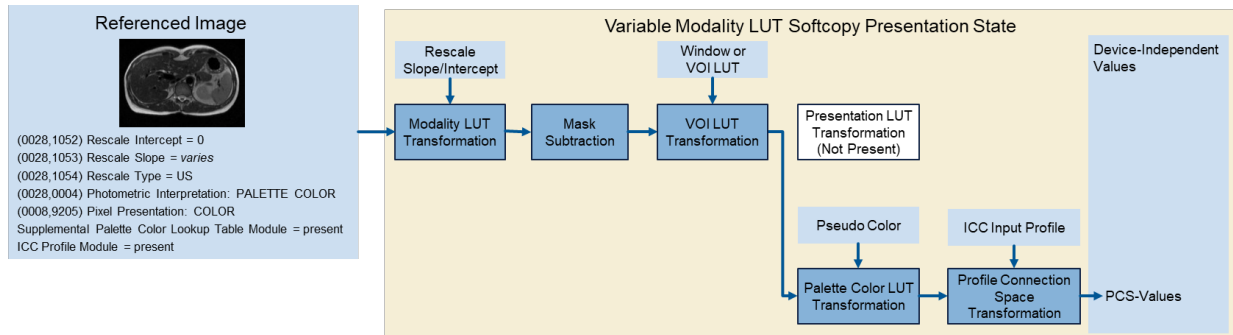 Referenced Image
(0028,1052) Rescale Intercept = 0
(0028,1053) Rescale Slope = varies
(0028,1054) Rescale Type = US
(0028,0004) Photometric Interpretation: PALETTE COLOR
(0008,9205) Pixel Presentation: COLOR
Supplemental Palette Color Lookup Table Module = present
ICC Profile Module = present
Variable Modality LUT Softcopy Presentation State
Rescale
Slope/Intercept
Window or
VOI LUT
Modality LUT
Transformation
Mask
Subtraction
VOI LUT
Transformation
Presentation LUT
Transformation
(Not Present)
Pseudo Color
ICC Input Profile
Palette Color LUT
Transformation
Profile Connection
Space
Transformation
Device-Independent
Values
PCS-Values